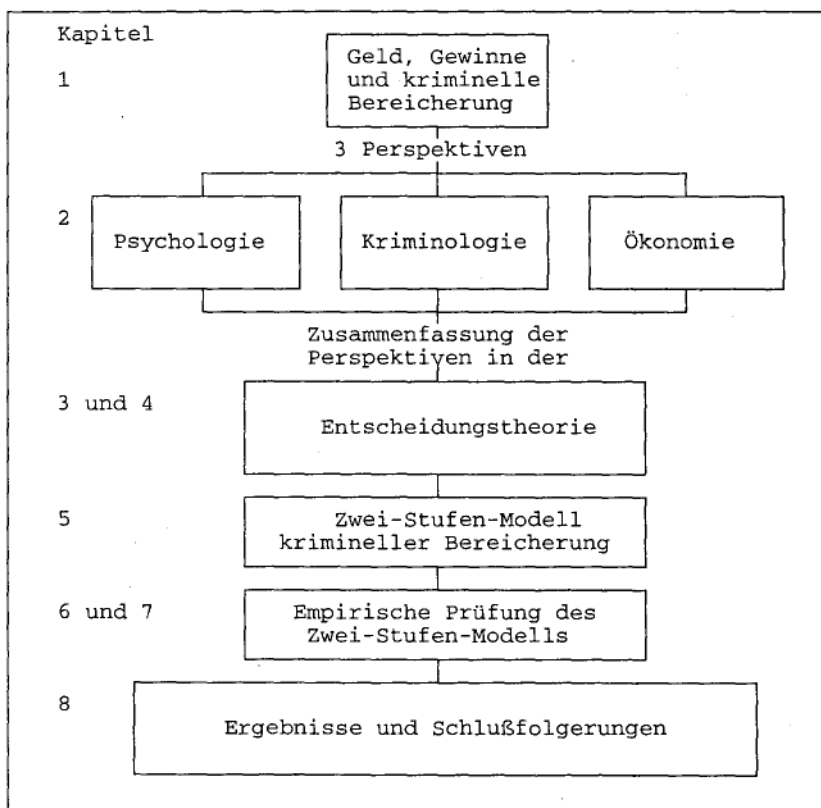 Kapitel
1
Geld, Gewinne
und kriminelle
Bereicherung
3 Perspektiven
2
Psychologie
Kriminologie
Ökonomie
Zusammenfassung der
Perspektiven in der
3 und 4
Entscheidungstheorie
5
Zwei-Stufen-Modell
krimineller Bereicherung
6 und 7
Empirische Prüfung des
Zwei-Stufen-Modells
8
Ergebnisse und Schlußfolgerungen